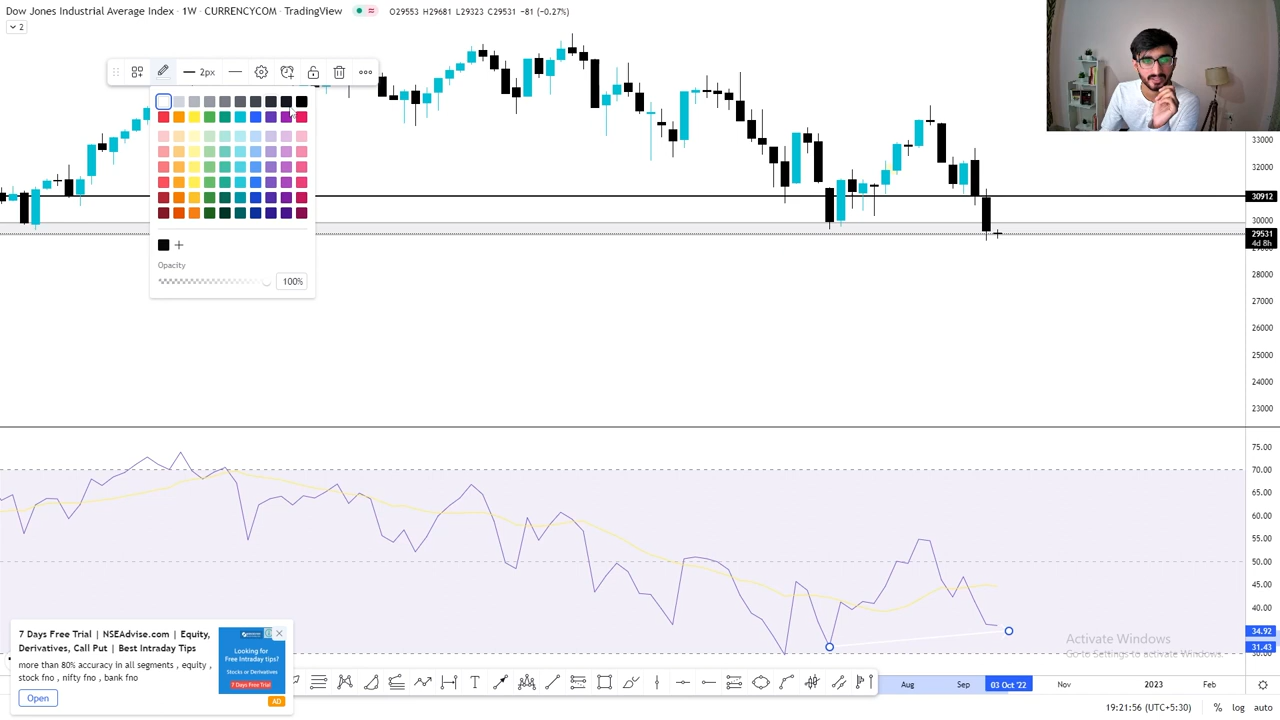 Dow Jones Industrial Average Index · 1W · CURRENCYCOM · TradingView
O29553 H29681 L29323 C29531 −81 (−0.27%)
2
2px
Opacity
100%
33000
32000
30912
30000
29531
4d 8h
29000
28000
27000
26000
25000
24000
23000
75.00
70.00
65.00
60.00
55.00
50.00
45.00
40.00
34.92
31.43
30.00
7 Days Free Trial | NSEAdvise.com | Equity,
Derivatives, Call Put | Best Intraday Tips
more than 80% accuracy in all segments , equity ,
stock fno , nifty fno , bank fno
Open
Looking for
Free Intraday tips?
Stocks or Derivatives
7 Days Free Trial
AD
Activate Windows
Go to Settings to activate Windows.
Aug
Sep
03 Oct '22
Nov
2023
Feb
19:21:56 (UTC+5:30)
%
log
auto